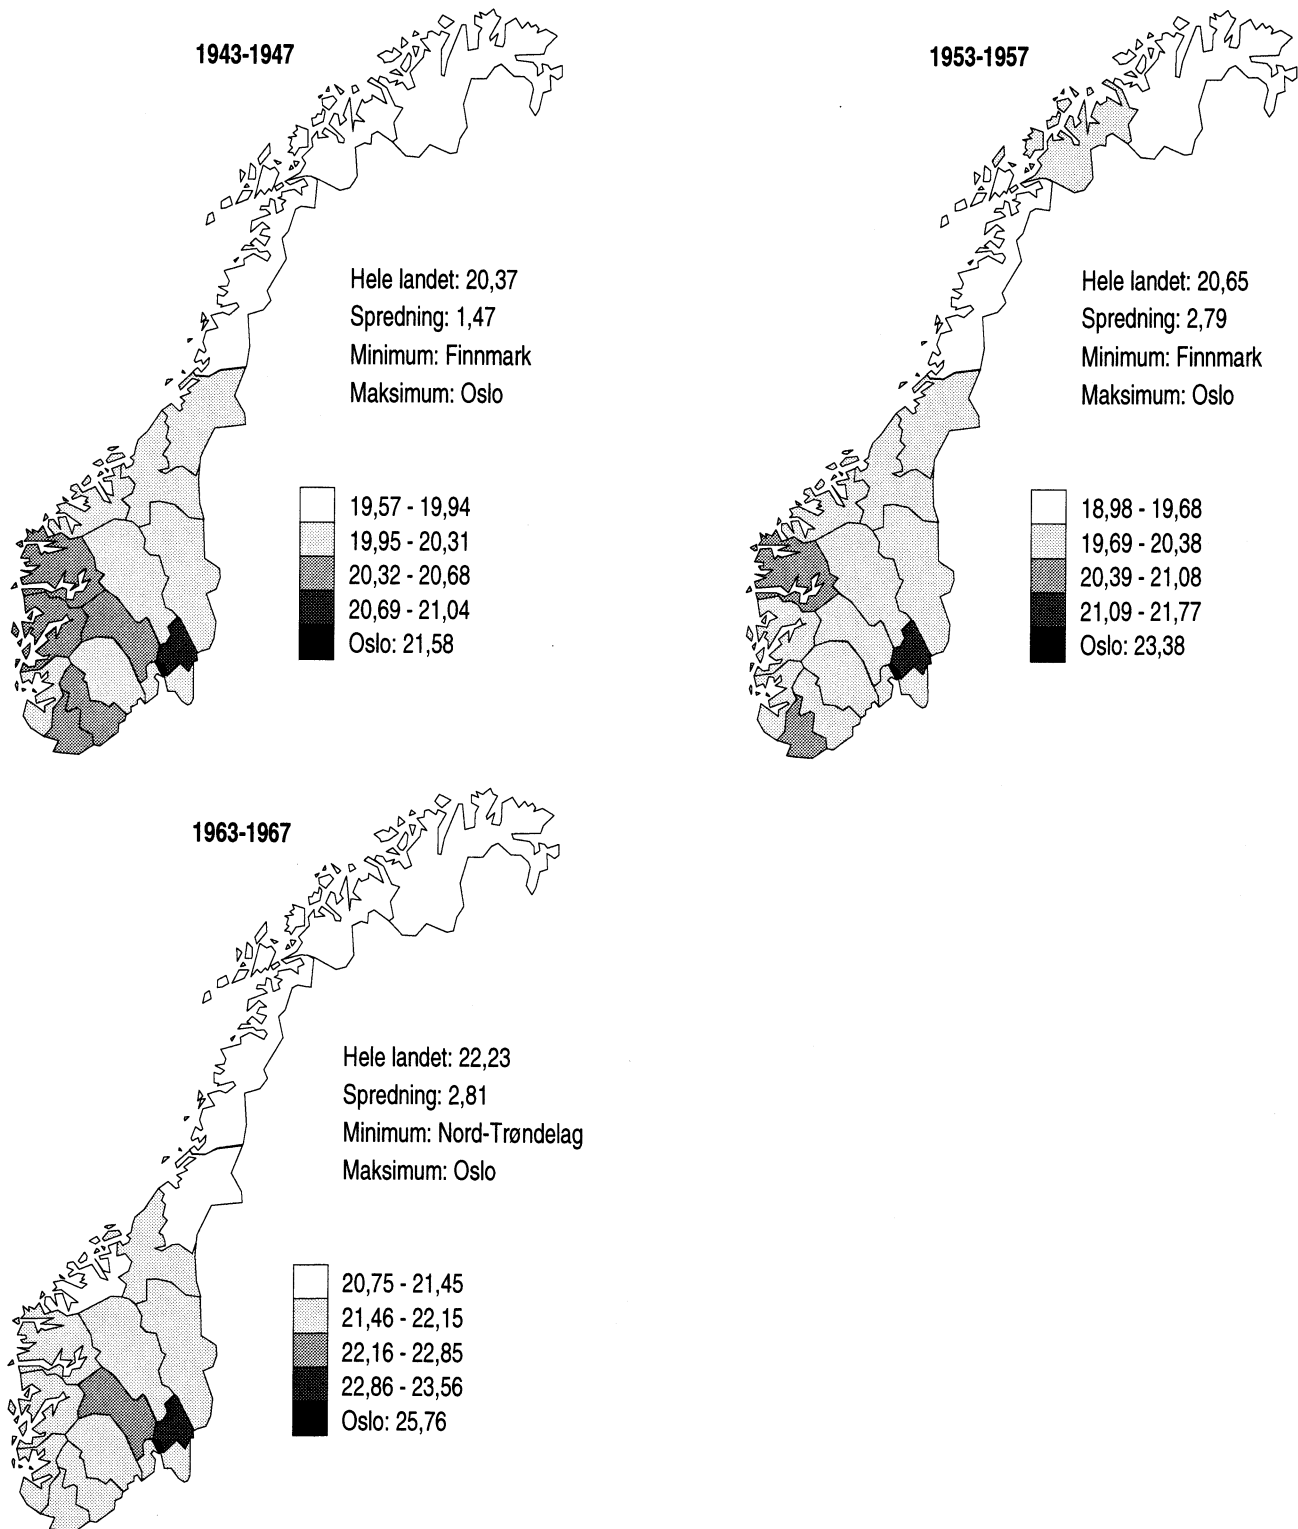 1943-1947
Hele landet: 20,37
Spredning: 1,47
Minimum: Finnmark
Maksimum: Oslo
19,57 - 19,94
19,95 - 20,31
20,32 - 20,68
20,69 - 21,04
Oslo: 21,58
1953-1957
Hele landet: 20,65
Spredning: 2,79
Minimum: Finnmark
Maksimum: Oslo
18,98 - 19,68
19,69 - 20,38
20,39 - 21,08
21,09 - 21,77
Oslo: 23,38
1963-1967
Hele landet: 22,23
Spredning: 2,81
Minimum: Nord-Trøndelag
Maksimum: Oslo
20,75 - 21,45
21,46 - 22,15
22,16 - 22,85
22,86 - 23,56
Oslo: 25,76